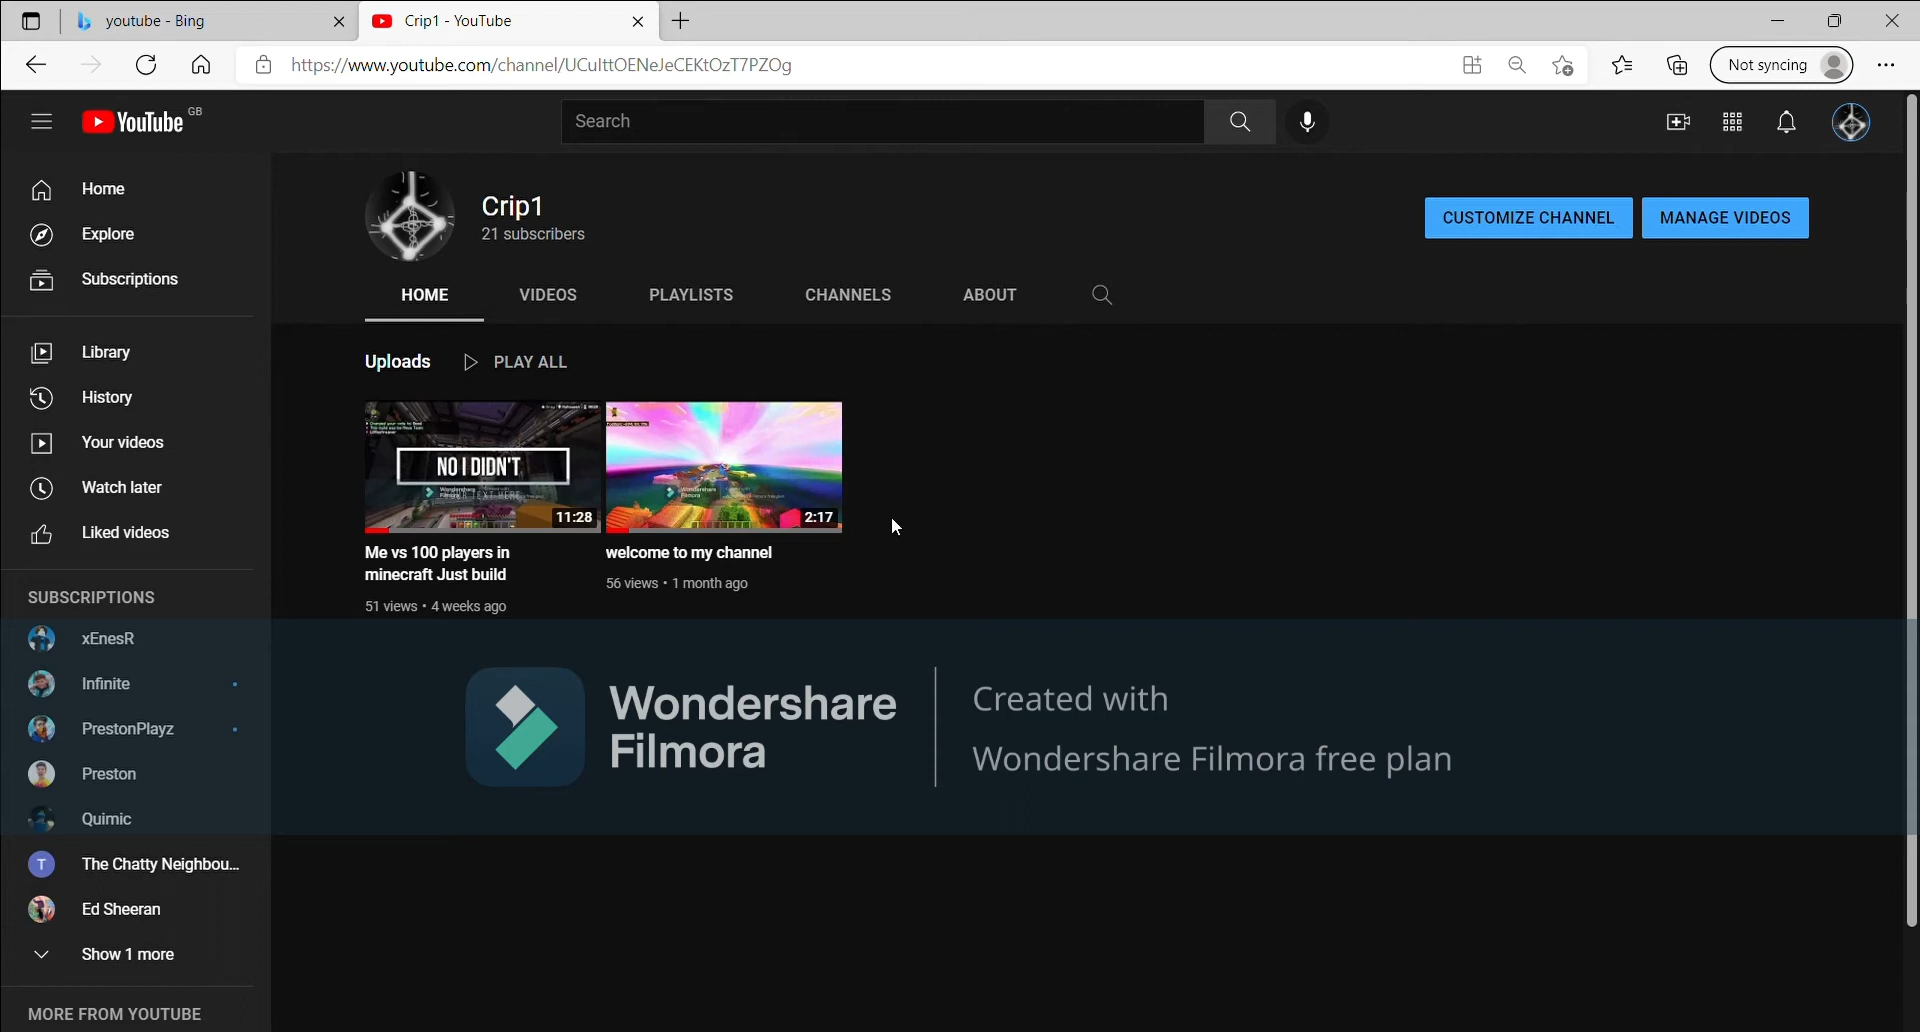 youtube - Bing
Crip1 - YouTube
https://www.youtube.com/channel/UCulttOENeJeCEKtOzT7PZOg
Not syncing
YouTube GB
Search
Home
Explore
Subscriptions
Library
History
Your videos
Watch later
Liked videos
SUBSCRIPTIONS
xEnesR
Infinite
PrestonPlayz
Preston
Quimic
T
The Chatty Neighbou...
Ed Sheeran
Show 1 more
MORE FROM YOUTUBE
Crip1
21 subscribers
CUSTOMIZE CHANNEL
MANAGE VIDEOS
HOME
VIDEOS
PLAYLISTS
CHANNELS
ABOUT
Uploads
PLAY ALL
NO I DIDN'T
11:28
Me vs 100 players in
minecraft Just build
51 views • 4 weeks ago
2:17
welcome to my channel
56 views • 1 month ago
Wondershare
Filmora
Created with
Wondershare Filmora free plan